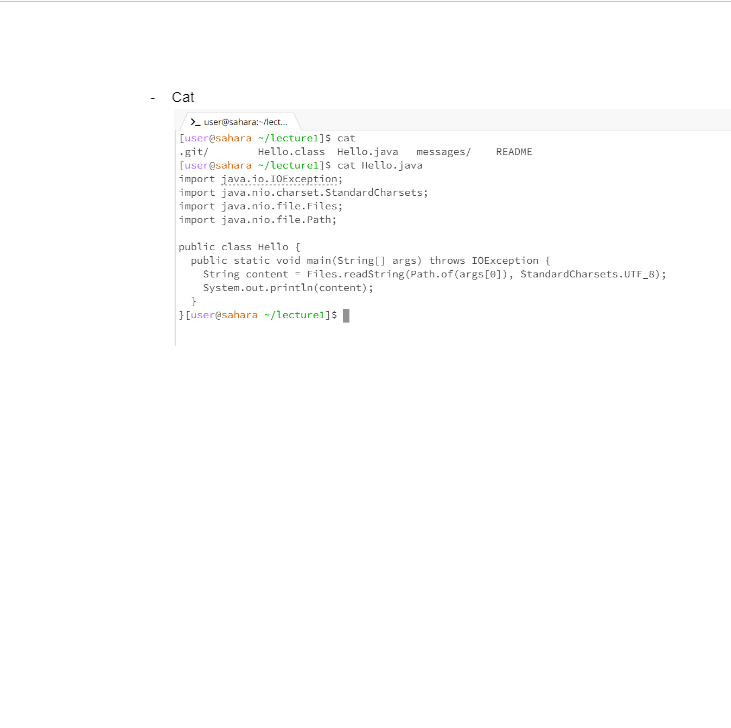 - Cat
>_ user@sahara:~/lect...
[user@sahara ~/lecture1]$ cat
.git/        Hello.class  Hello.java   messages/    README
[user@sahara ~/lecture1]$ cat Hello.java
import java.io.IOException;
import java.nio.charset.StandardCharsets;
import java.nio.file.Files;
import java.nio.file.Path;

public class Hello {
  public static void main(String[] args) throws IOException {
    String content = Files.readString(Path.of(args[0]), StandardCharsets.UTF_8);
    System.out.println(content);
  }
}[user@sahara ~/lecture1]$